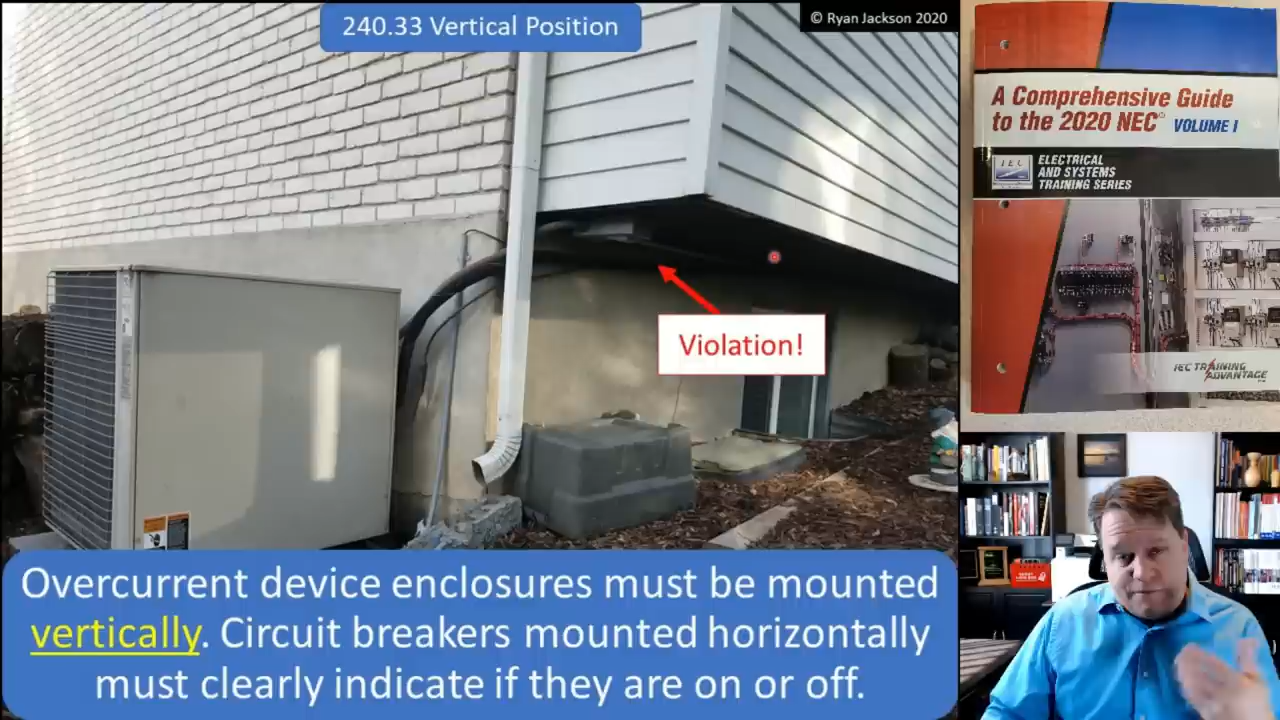 240.33 Vertical Position
© Ryan Jackson 2020
Violation!
Overcurrent device enclosures must be mounted
vertically. Circuit breakers mounted horizontally
must clearly indicate if they are on or off.
A Comprehensive Guide
to the 2020 NEC® VOLUME I
IEC
ELECTRICAL
AND SYSTEMS
TRAINING SERIES
IEC TRAINING
ADVANTAGE